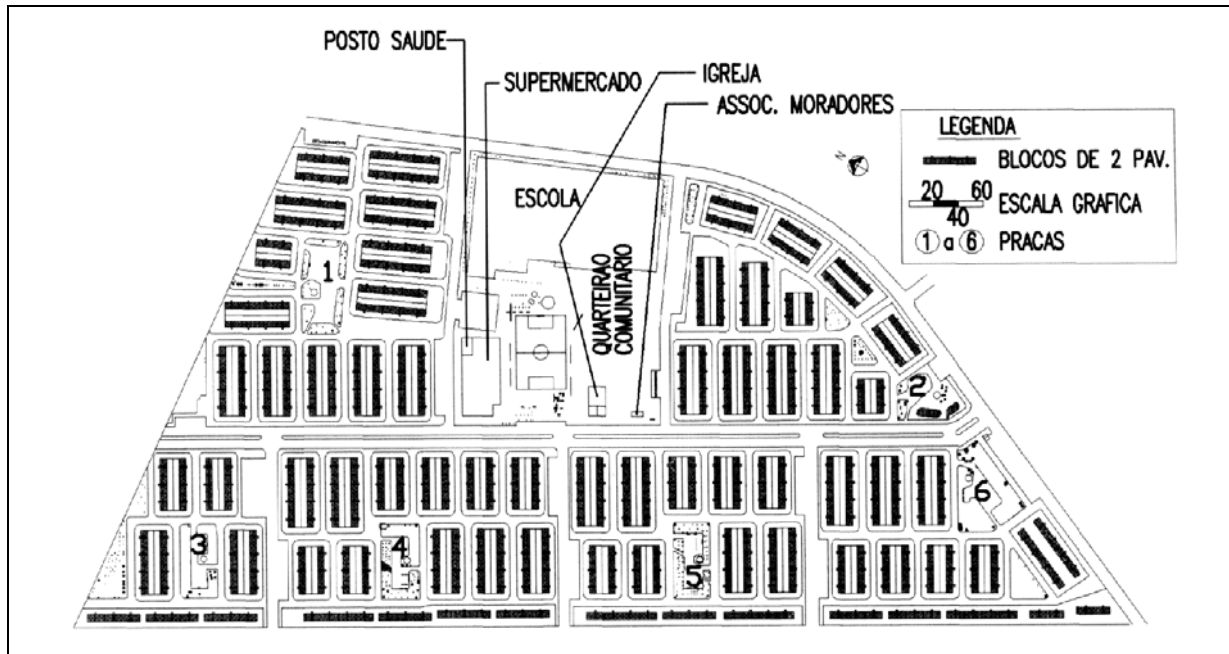 POSTO SAUDE
SUPERMERCADO
IGREJA
ASSOC. MORADORES
ESCOLA
QUARTEIRAO
COMUNITARIO
N
LEGENDA
BLOCOS DE 2 PAV.
20 60
40
ESCALA GRAFICA
1 a 6 PRACAS
1
2
3
4
5
6